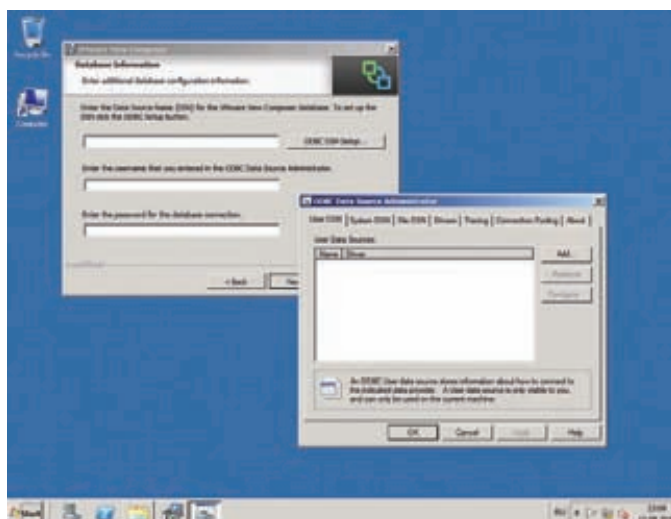 Recycle Bin
Computer
VMware View Composer
Database Information
Enter additional database configuration information.
Enter the Data Source Name (DSN) for the VMware View Composer database. To set up the
DSN click the ODBC Setup button.
ODBC DSN Setup...
Enter the username that you entered in the ODBC Data Source Administrator.
Enter the password for the database connection.
< Back
ODBC Data Source Administrator
User DSN System DSN File DSN Drivers Tracing Connection Pooling About
User Data Sources:
Name Driver
Add...
Remove
Configure...
An ODBC User data source stores information about how to connect to
the indicated data provider. A User data source is only visible to you,
and can only be used on the current machine.
OK Cancel Apply Help
Start
RU